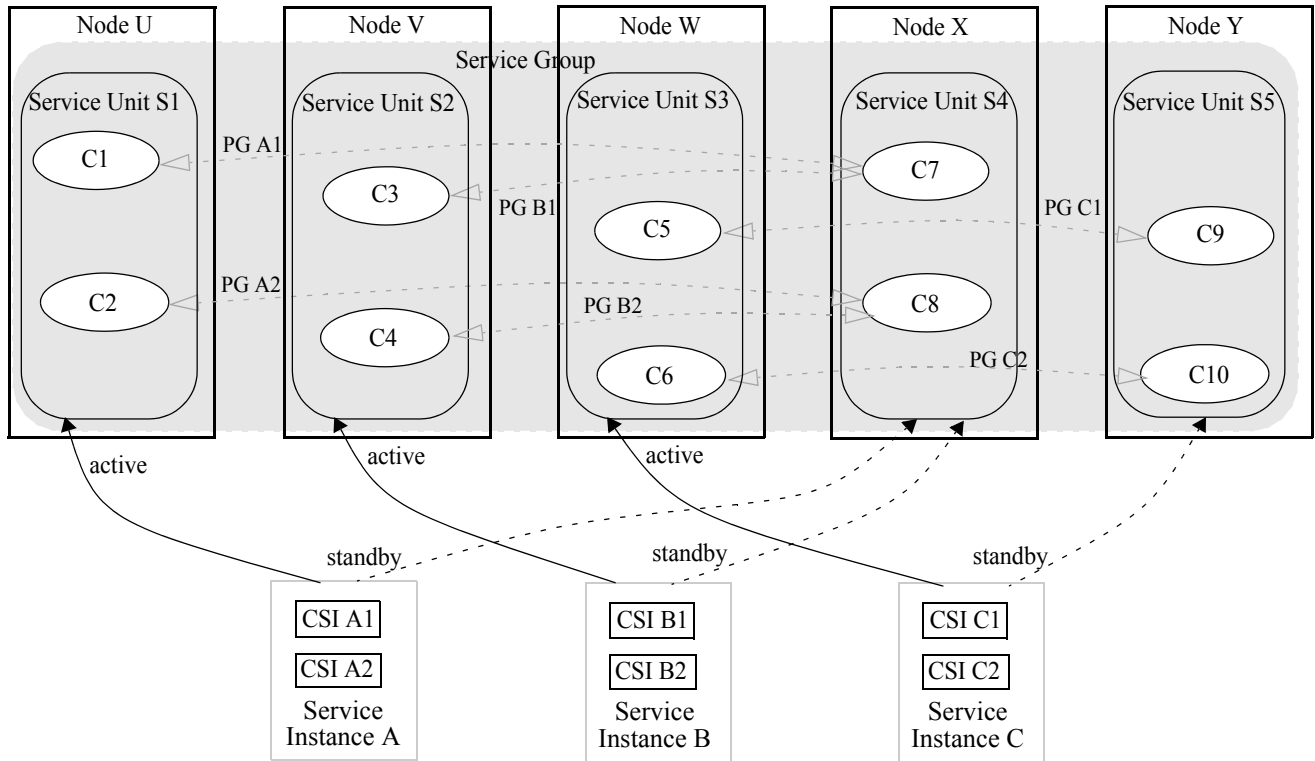 Node U
Node V
Node W
Node X
Node Y
Service Group
Service Unit S1
Service Unit S2
Service Unit S3
Service Unit S4
Service Unit S5
C1
PG A1
C3
PG B1
C5
C7
PG C1
C9
C2
PG A2
C4
PG B2
C6
C8
PG C2
C10
active
active
active
standby
standby
standby
CSI A1
CSI A2
Service
Instance A
CSI B1
CSI B2
Service
Instance B
CSI C1
CSI C2
Service
Instance C